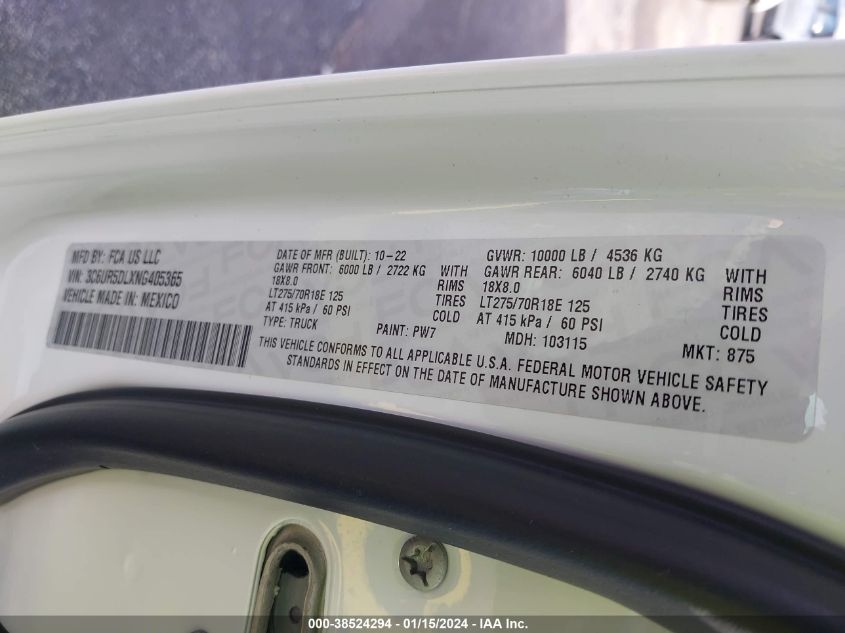 MFD BY: FCA US LLC
VIN: 3C6UR5DLXNG405365
VEHICLE MADE IN: MEXICO
DATE OF MFR (BUILT): 10-22
GVWR: 10000 LB / 4536 KG
GAWR FRONT: 6000 LB / 2722 KG WITH
18X8.0 RIMS
LT275/70R18E 125 TIRES
AT 415 kPa / 60 PSI COLD
GAWR REAR: 6040 LB / 2740 KG WITH
18X8.0 RIMS
LT275/70R18E 125 TIRES
AT 415 kPa / 60 PSI COLD
TYPE: TRUCK PAINT: PW7 MDH: 103115 MKT: 875
THIS VEHICLE CONFORMS TO ALL APPLICABLE U.S.A. FEDERAL MOTOR VEHICLE SAFETY
STANDARDS IN EFFECT ON THE DATE OF MANUFACTURE SHOWN ABOVE.
000-38524294 - 01/15/2024 - IAA Inc.